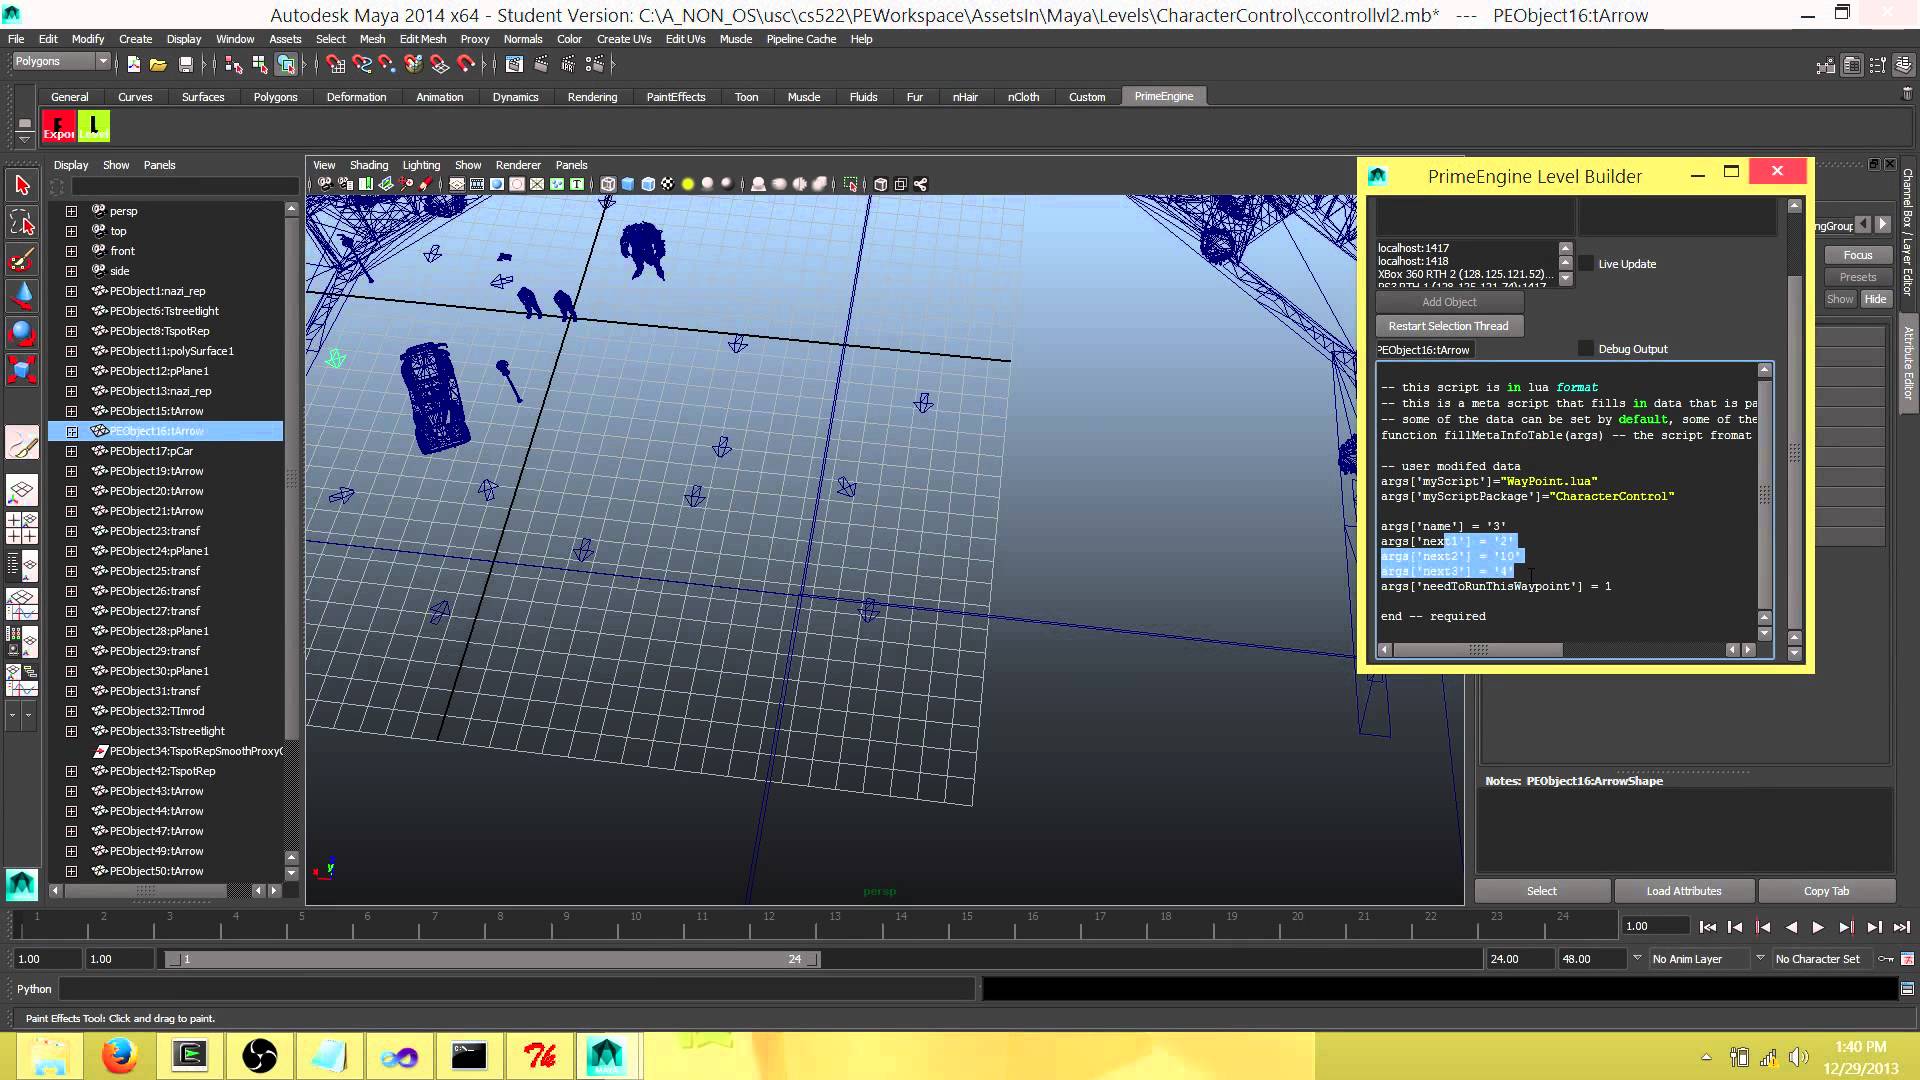 Autodesk Maya 2014 x64 - Student Version: C:\A_NON_OS\usc\cs522\PEWorkspace\AssetsIn\Maya\Levels\CharacterControl\ccontrollvl2.mb* --- PEObject16:tArrow
File Edit Modify Create Display Window Assets Select Mesh Edit Mesh Proxy Normals Color Create UVs Edit UVs Muscle Pipeline Cache Help
Polygons
General Curves Surfaces Polygons Deformation Animation Dynamics Rendering PaintEffects Toon Muscle Fluids Fur nHair nCloth Custom PrimeEngine
Display Show Panels
View Shading Lighting Show Renderer Panels
persp
top
front
side
PEObject1:nazi_rep
PEObject6:Tstreetlight
PEObject8:TspotRep
PEObject11:polySurface1
PEObject12:pPlane1
PEObject13:nazi_rep
PEObject15:tArrow
PEObject16:tArrow
PEObject17:pCar
PEObject19:tArrow
PEObject20:tArrow
PEObject21:tArrow
PEObject23:transf
PEObject24:pPlane1
PEObject25:transf
PEObject26:transf
PEObject27:transf
PEObject28:pPlane1
PEObject29:transf
PEObject30:pPlane1
PEObject31:transf
PEObject32:TImrod
PEObject33:Tstreetlight
PEObject34:TspotRepSmoothProxyG
PEObject42:TspotRep
PEObject43:tArrow
PEObject44:tArrow
PEObject47:tArrow
PEObject49:tArrow
PEObject50:tArrow
persp
PrimeEngine Level Builder
localhost:1417
localhost:1418
XBox 360 RTH 2 (128.125.121.52)...
Live Update
Add Object
Restart Selection Thread
PEObject16:tArrow
Debug Output
-- this script is in lua format
-- this is a meta script that fills in data that is pa
-- some of the data can be set by default, some of the
function fillMetaInfoTable(args) -- the script fromat
-- user modifed data
args['myScript']="WayPoint.lua"
args['myScriptPackage']="CharacterControl"
args['name'] = '3'
args['next1'] = '2'
args['next2'] = '10'
args['next3'] = '4'
args['needToRunThisWaypoint'] = 1
end -- required
Focus
Presets
Show Hide
Channel Box / Layer Editor
Attribute Editor
Notes: PEObject16:ArrowShape
Select Load Attributes Copy Tab
1 2 3 4 5 6 7 8 9 10 11 12 13 14 15 16 17 18 19 20 21 22 23 24 1.00
1.00 1.00 1 24 24.00 48.00 No Anim Layer No Character Set
Python
Paint Effects Tool: Click and drag to paint.
1:40 PM
12/29/2013